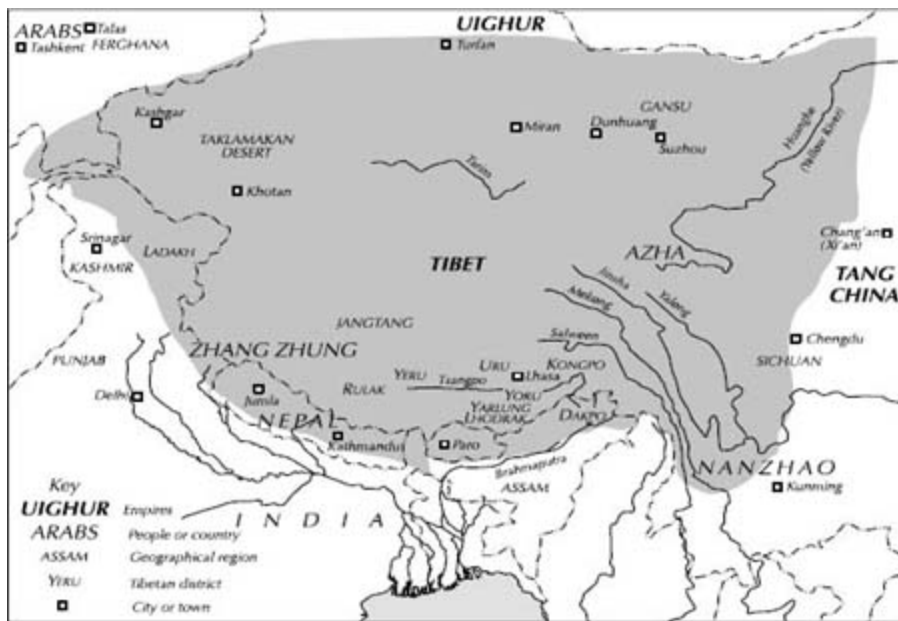 ARABS
Talas
Tashkent
FERGHANA
UIGHUR
Turfan
Kashgar
TAKLAMAKAN
DESERT
Khotan
Miran
Dunhuang
GANSU
Suzhou
Huanghe
(Yellow River)
Tarim
Srinagar
KASHMIR
LADAKH
TIBET
AZHA
Chang'an
(Xi'an)
TANG
CHINA
Jinsha
Mekong
Yalong
Salween
Chengdu
SICHUAN
JANGTANG
PUNJAB
ZHANG ZHUNG
Delhi
Jumla
RULAK
YERU
Tsangpo
URU
Lhasa
KONGPO
YORU
YARLUNG
LHODRAK
DAKPO
NEPAL
Kathmandu
Paro
Brahmaputra
ASSAM
NANZHAO
Kunming
INDIA
Key
UIGHUR Empires
ARABS People or country
ASSAM Geographical region
YERU Tibetan district
City or town